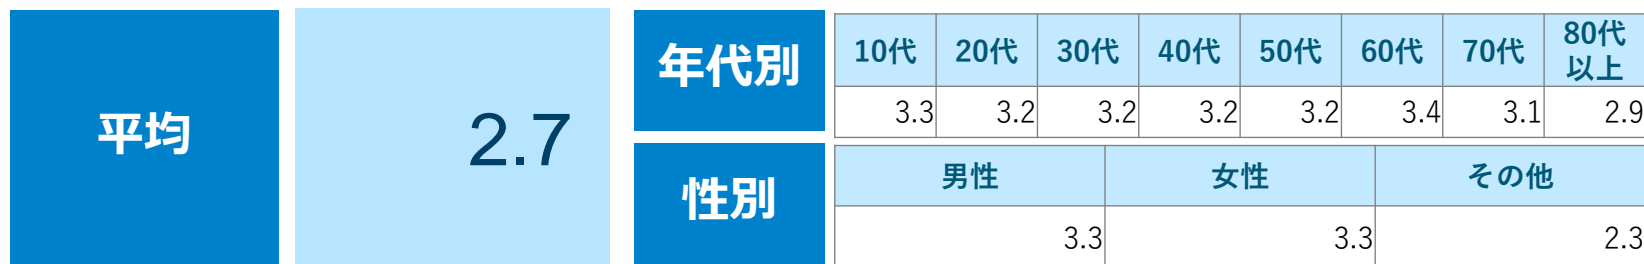 平均
2.7
年代別
10代 20代 30代 40代 50代 60代 70代 80代
以上
3.3 3.2 3.2 3.2 3.2 3.4 3.1 2.9
性別
男性 女性 その他
3.3 3.3 2.3